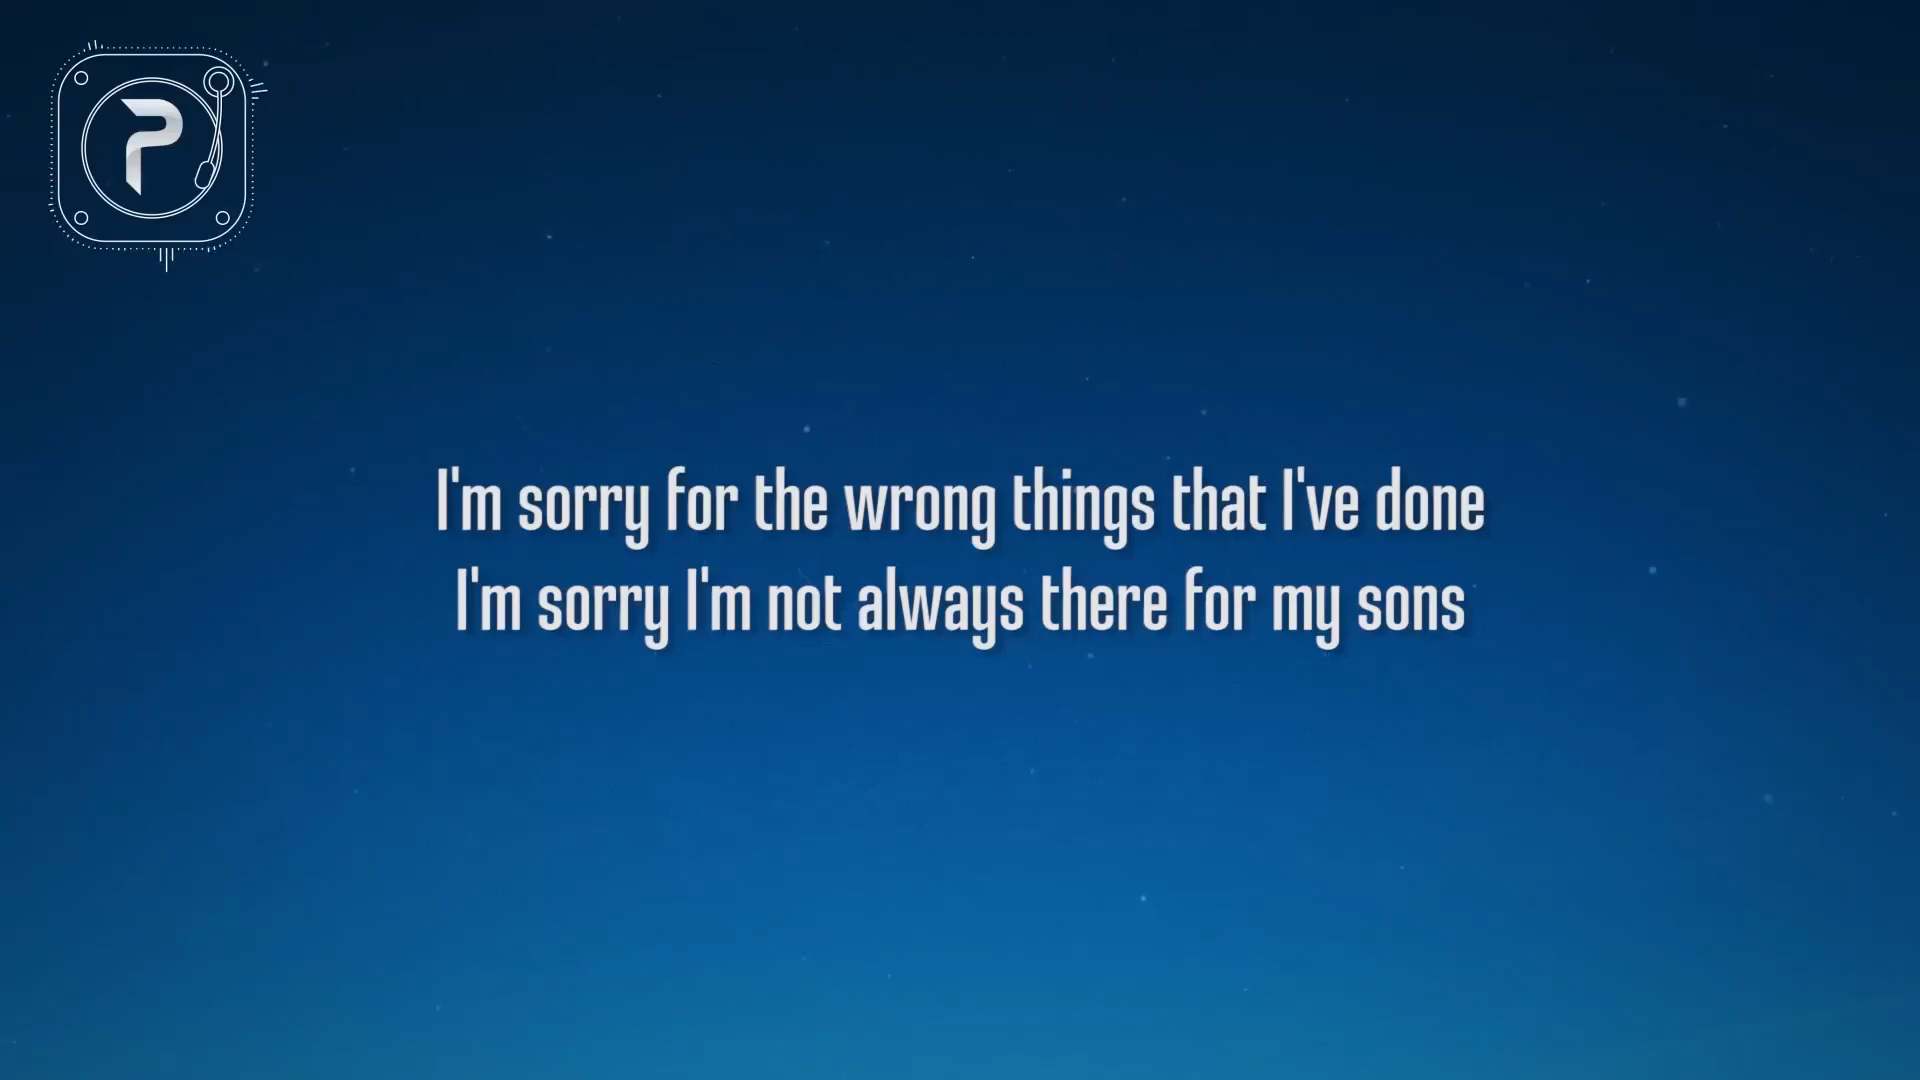 P
I'm sorry for the wrong things that I've done
I'm sorry I'm not always there for my sons